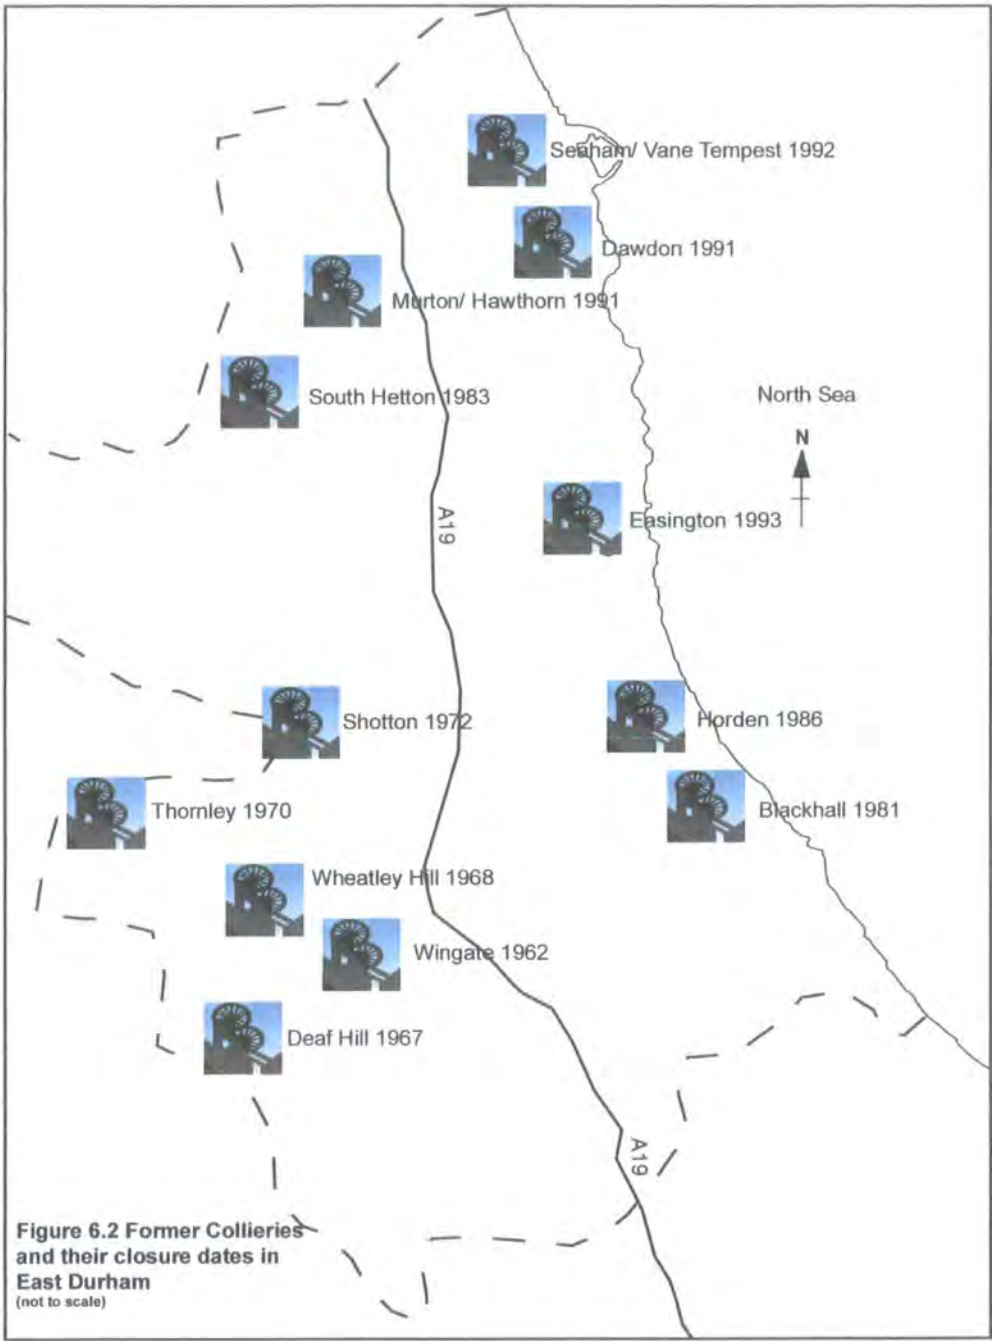 Seaham/ Vane Tempest 1992
Dawdon 1991
Murton/ Hawthorn 1991
South Hetton 1983
North Sea
N
A19
Easington 1993
Shotton 1972
Horden 1986
Thornley 1970
Blackhall 1981
Wheatley Hill 1968
Wingate 1962
Deaf Hill 1967
A19
Figure 6.2 Former Collieries
and their closure dates in
East Durham
(not to scale)